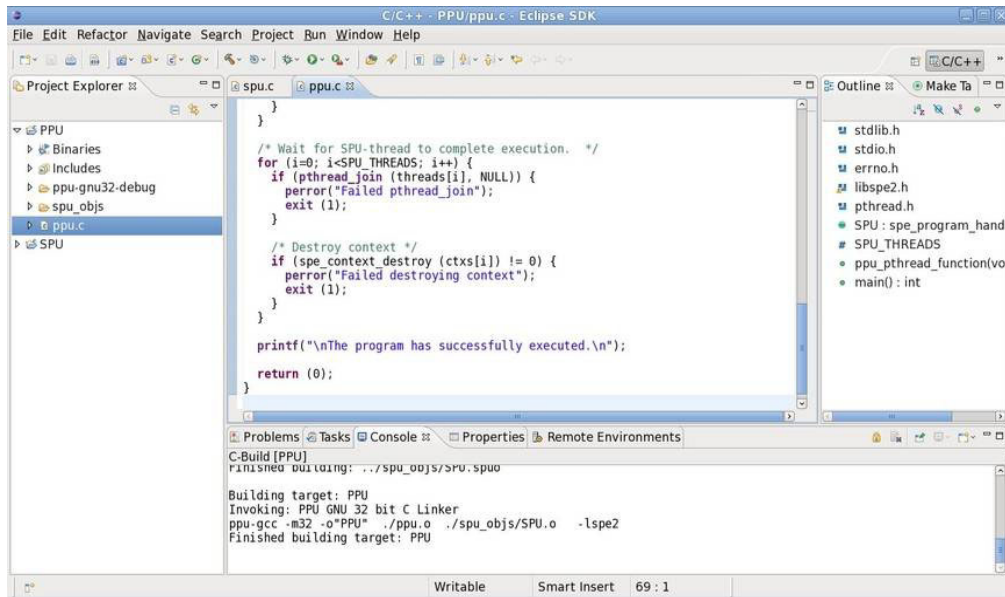 C/C++ - PPU/ppu.c - Eclipse SDK
File Edit Refactor Navigate Search Project Run Window Help
C/C++
Project Explorer
PPU
Binaries
Includes
ppu-gnu32-debug
spu_objs
ppu.c
SPU
spu.c ppu.c
}
}
/* Wait for SPU-thread to complete execution. */
for (i=0; i<SPU_THREADS; i++) {
if (pthread_join (threads[i], NULL)) {
perror("Failed pthread_join");
exit (1);
}
/* Destroy context */
if (spe_context_destroy (ctxs[i]) != 0) {
perror("Failed destroying context");
exit (1);
}
}
printf("\nThe program has successfully executed.\n");
return (0);
}
Outline Make Ta
stdlib.h
stdio.h
errno.h
libspe2.h
pthread.h
SPU : spe_program_hand
SPU_THREADS
ppu_pthread_function(vo
main() : int
Problems Tasks Console Properties Remote Environments
C-Build [PPU]
Finished building: ../spu_objs/SPU.spuo
Building target: PPU
Invoking: PPU GNU 32 bit C Linker
ppu-gcc -m32 -o"PPU" ./ppu.o ./spu_objs/SPU.o -lspe2
Finished building target: PPU
Writable Smart Insert 69 : 1